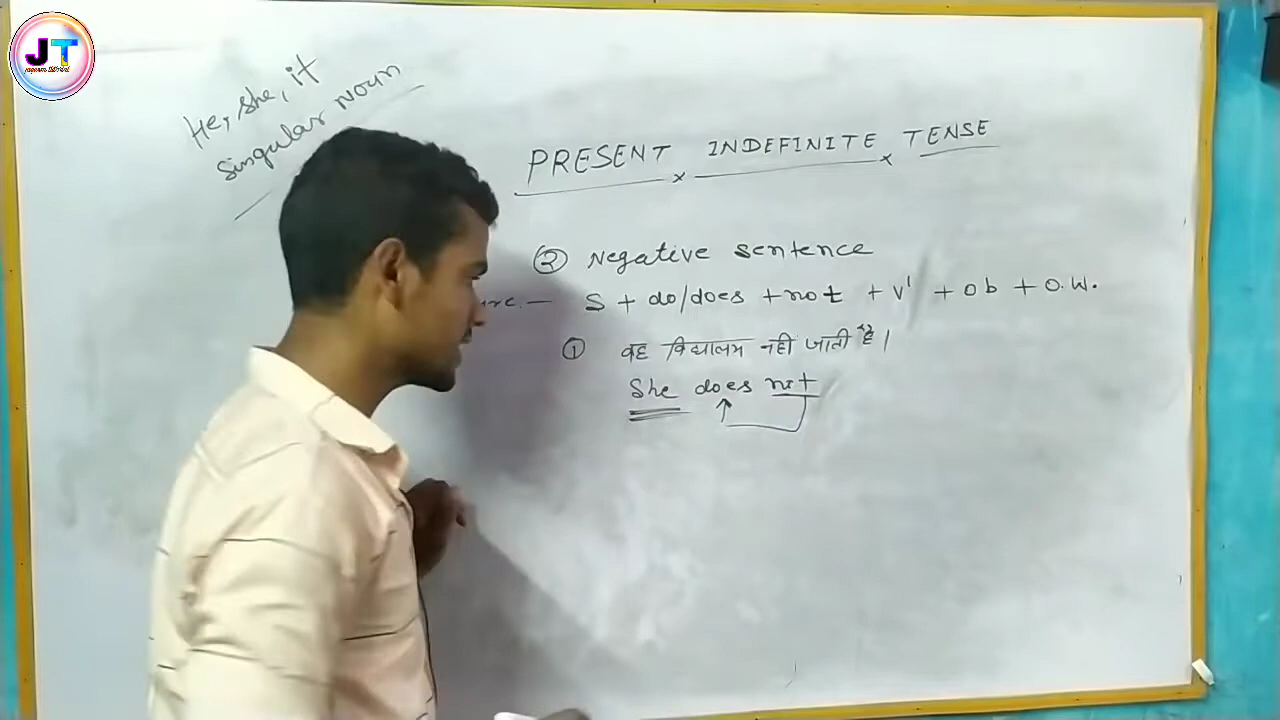 JT
He, she, it
singular noun
PRESENT INDEFINITE TENSE
② Negative sentence
S + do/does + not + V¹ + ob + O.W.
① वह विद्यालय नहीं जाती है।
She does not